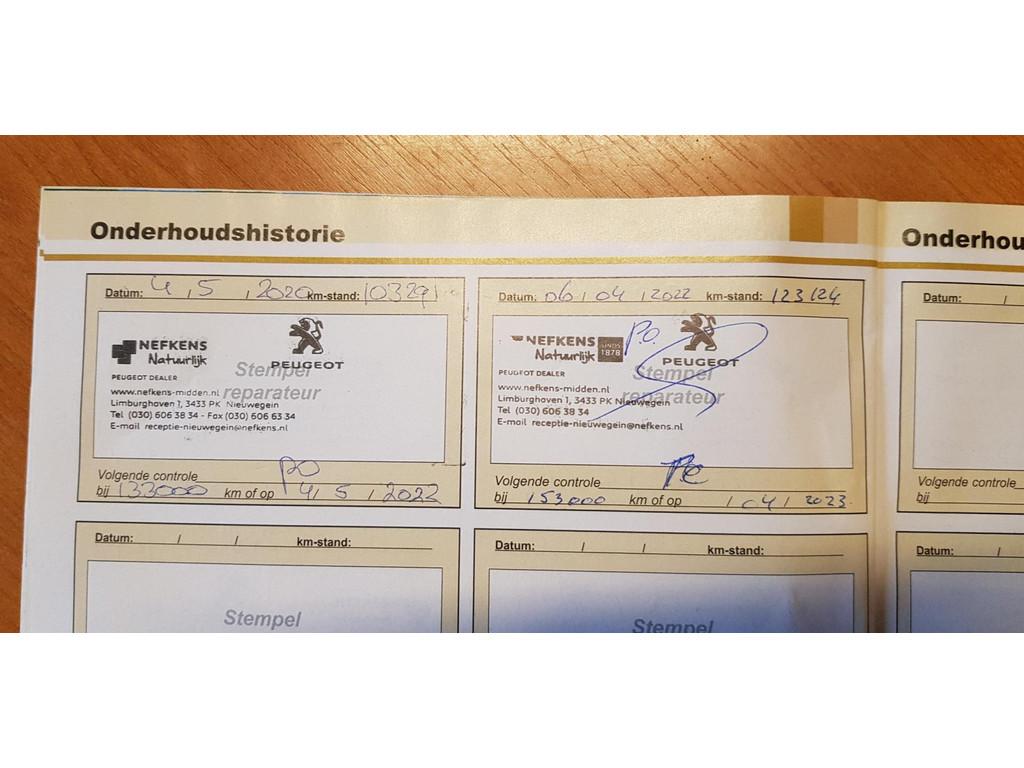 Onderhoudshistorie
Datum: 4 , 5 , 2020 km-stand: 103291
NEFKENS
Natuurlijk
PEUGEOT
PEUGEOT DEALER
Stempel
reparateur
www.nefkens-midden.nl
Limburghaven 1, 3433 PK Nieuwegein
Tel (030) 606 38 34 - Fax (030) 606 63 34
E-mail receptie-nieuwegein@nefkens.nl
Volgende controle PO
bij 133000 km of op 4 / 5 / 2022
Datum: 06 / 04 / 2022 km-stand: 123124
NEFKENS
Natuurlijk
SINDS
1878
P.O.
PEUGEOT
PEUGEOT DEALER
Stempel
reparateur
www.nefkens-midden.nl
Limburghaven 1, 3433 PK Nieuwegein
Tel (030) 606 38 34
E-mail receptie-nieuwegein@nefkens.nl
Volgende controle
bij 153000 km of op / 04 / 2023
Datum: / / km-stand:
Stempel
Datum: / / km-stand:
Stempel
Onderhou
Datum: /
Volgende controle
bij
Datum: /